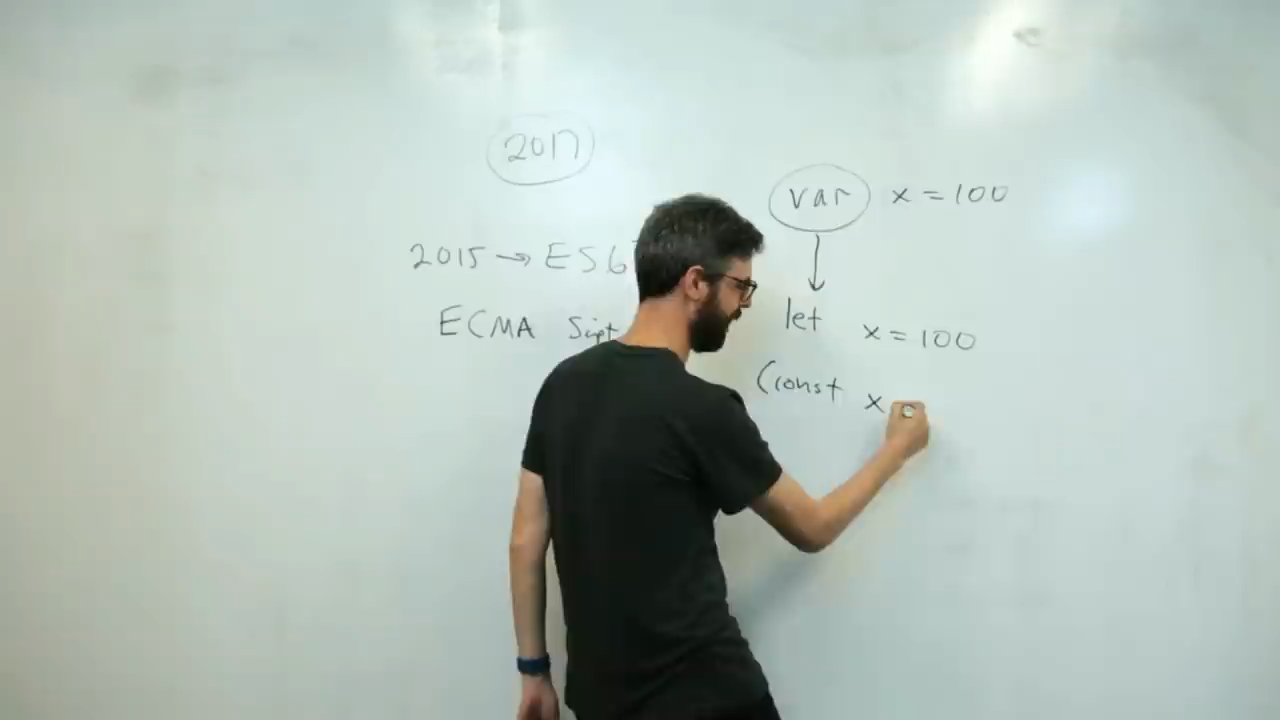 2017
2015 → ES6
ECMA Sipt
var x = 100
let x = 100
(const x